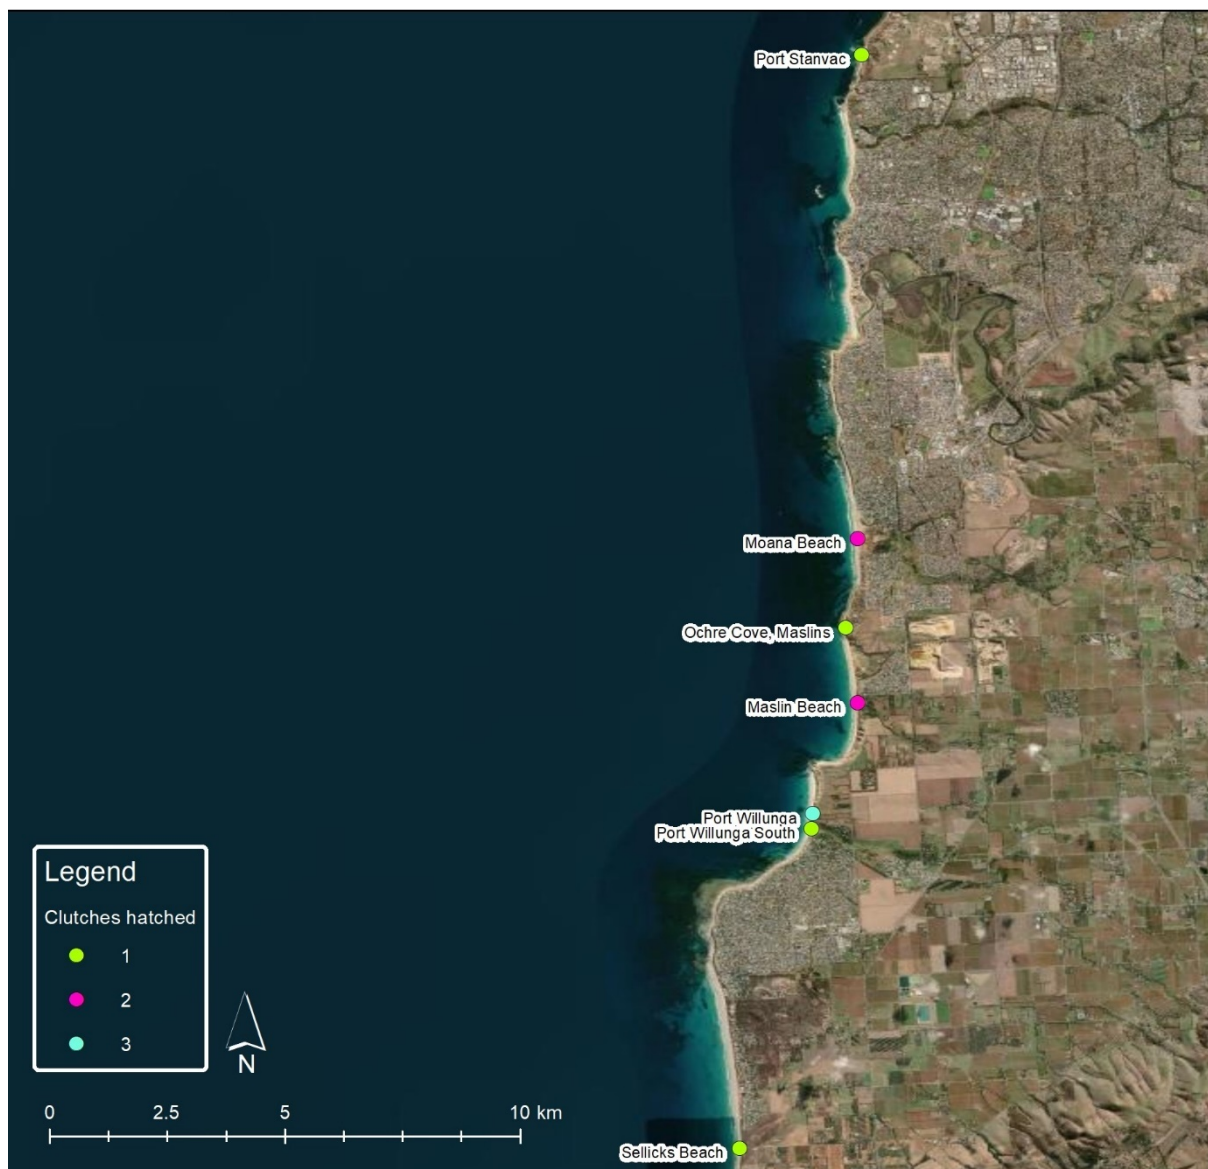 Port Stanvac
Moana Beach
Ochre Cove, Maslins
Maslin Beach
Port Willunga
Port Willunga South
Legend
Clutches hatched
1
2
3
N
0 2.5 5 10 km
Sellicks Beach